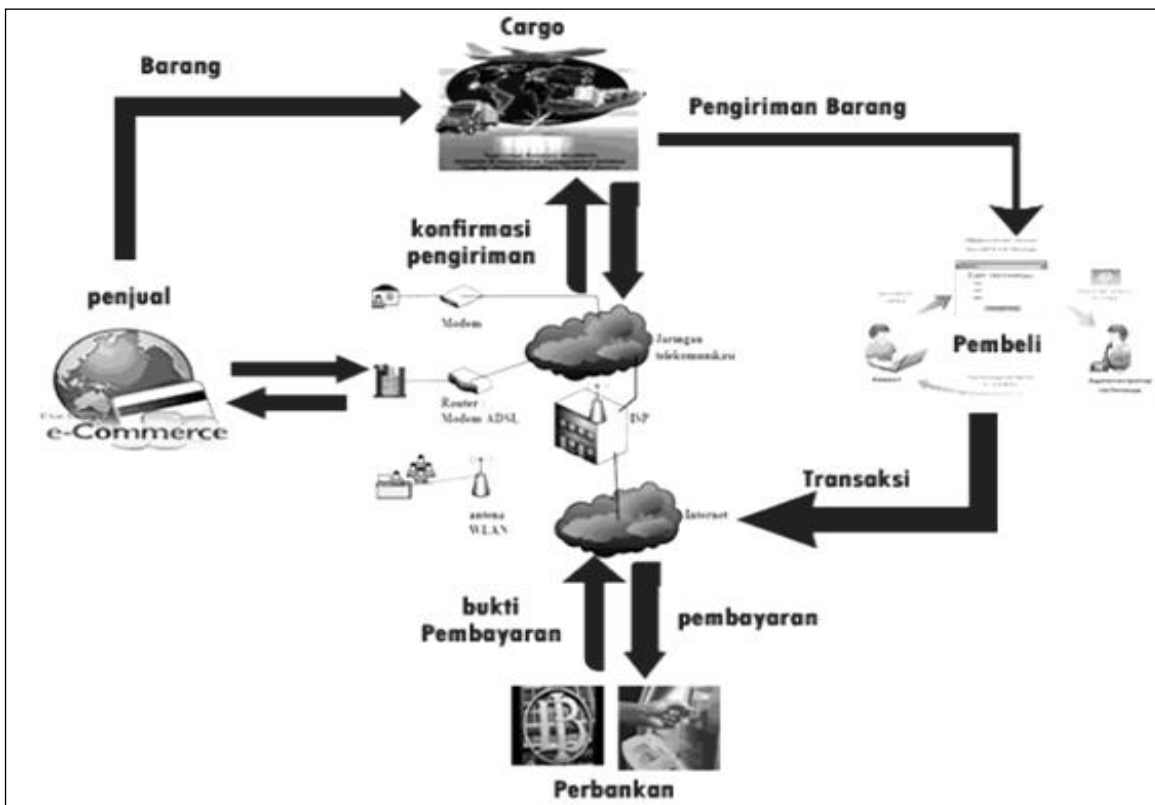 Cargo
Barang
Pengiriman Barang
konfirmasi
pengiriman
penjual
Modem
Jaringan
telekomunikasi
Pembeli
e-Commerce
Router
Modem ADSL
ISP
Transaksi
antena
WLAN
Internet
bukti
Pembayaran
pembayaran
Perbankan